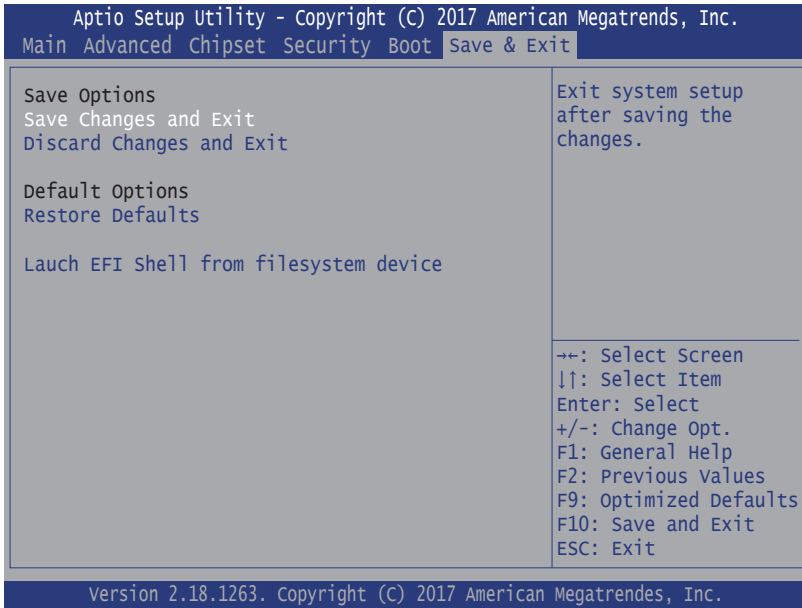 Aptio Setup Utility - Copyright (C) 2017 American Megatrends, Inc.
Main Advanced Chipset Security Boot Save & Exit
Save Options
Save Changes and Exit
Discard Changes and Exit
Default Options
Restore Defaults
Lauch EFI Shell from filesystem device
Exit system setup
after saving the
changes.
→←: Select Screen
↓↑: Select Item
Enter: Select
+/-: Change Opt.
F1: General Help
F2: Previous Values
F9: Optimized Defaults
F10: Save and Exit
ESC: Exit
Version 2.18.1263. Copyright (C) 2017 American Megatrendes, Inc.